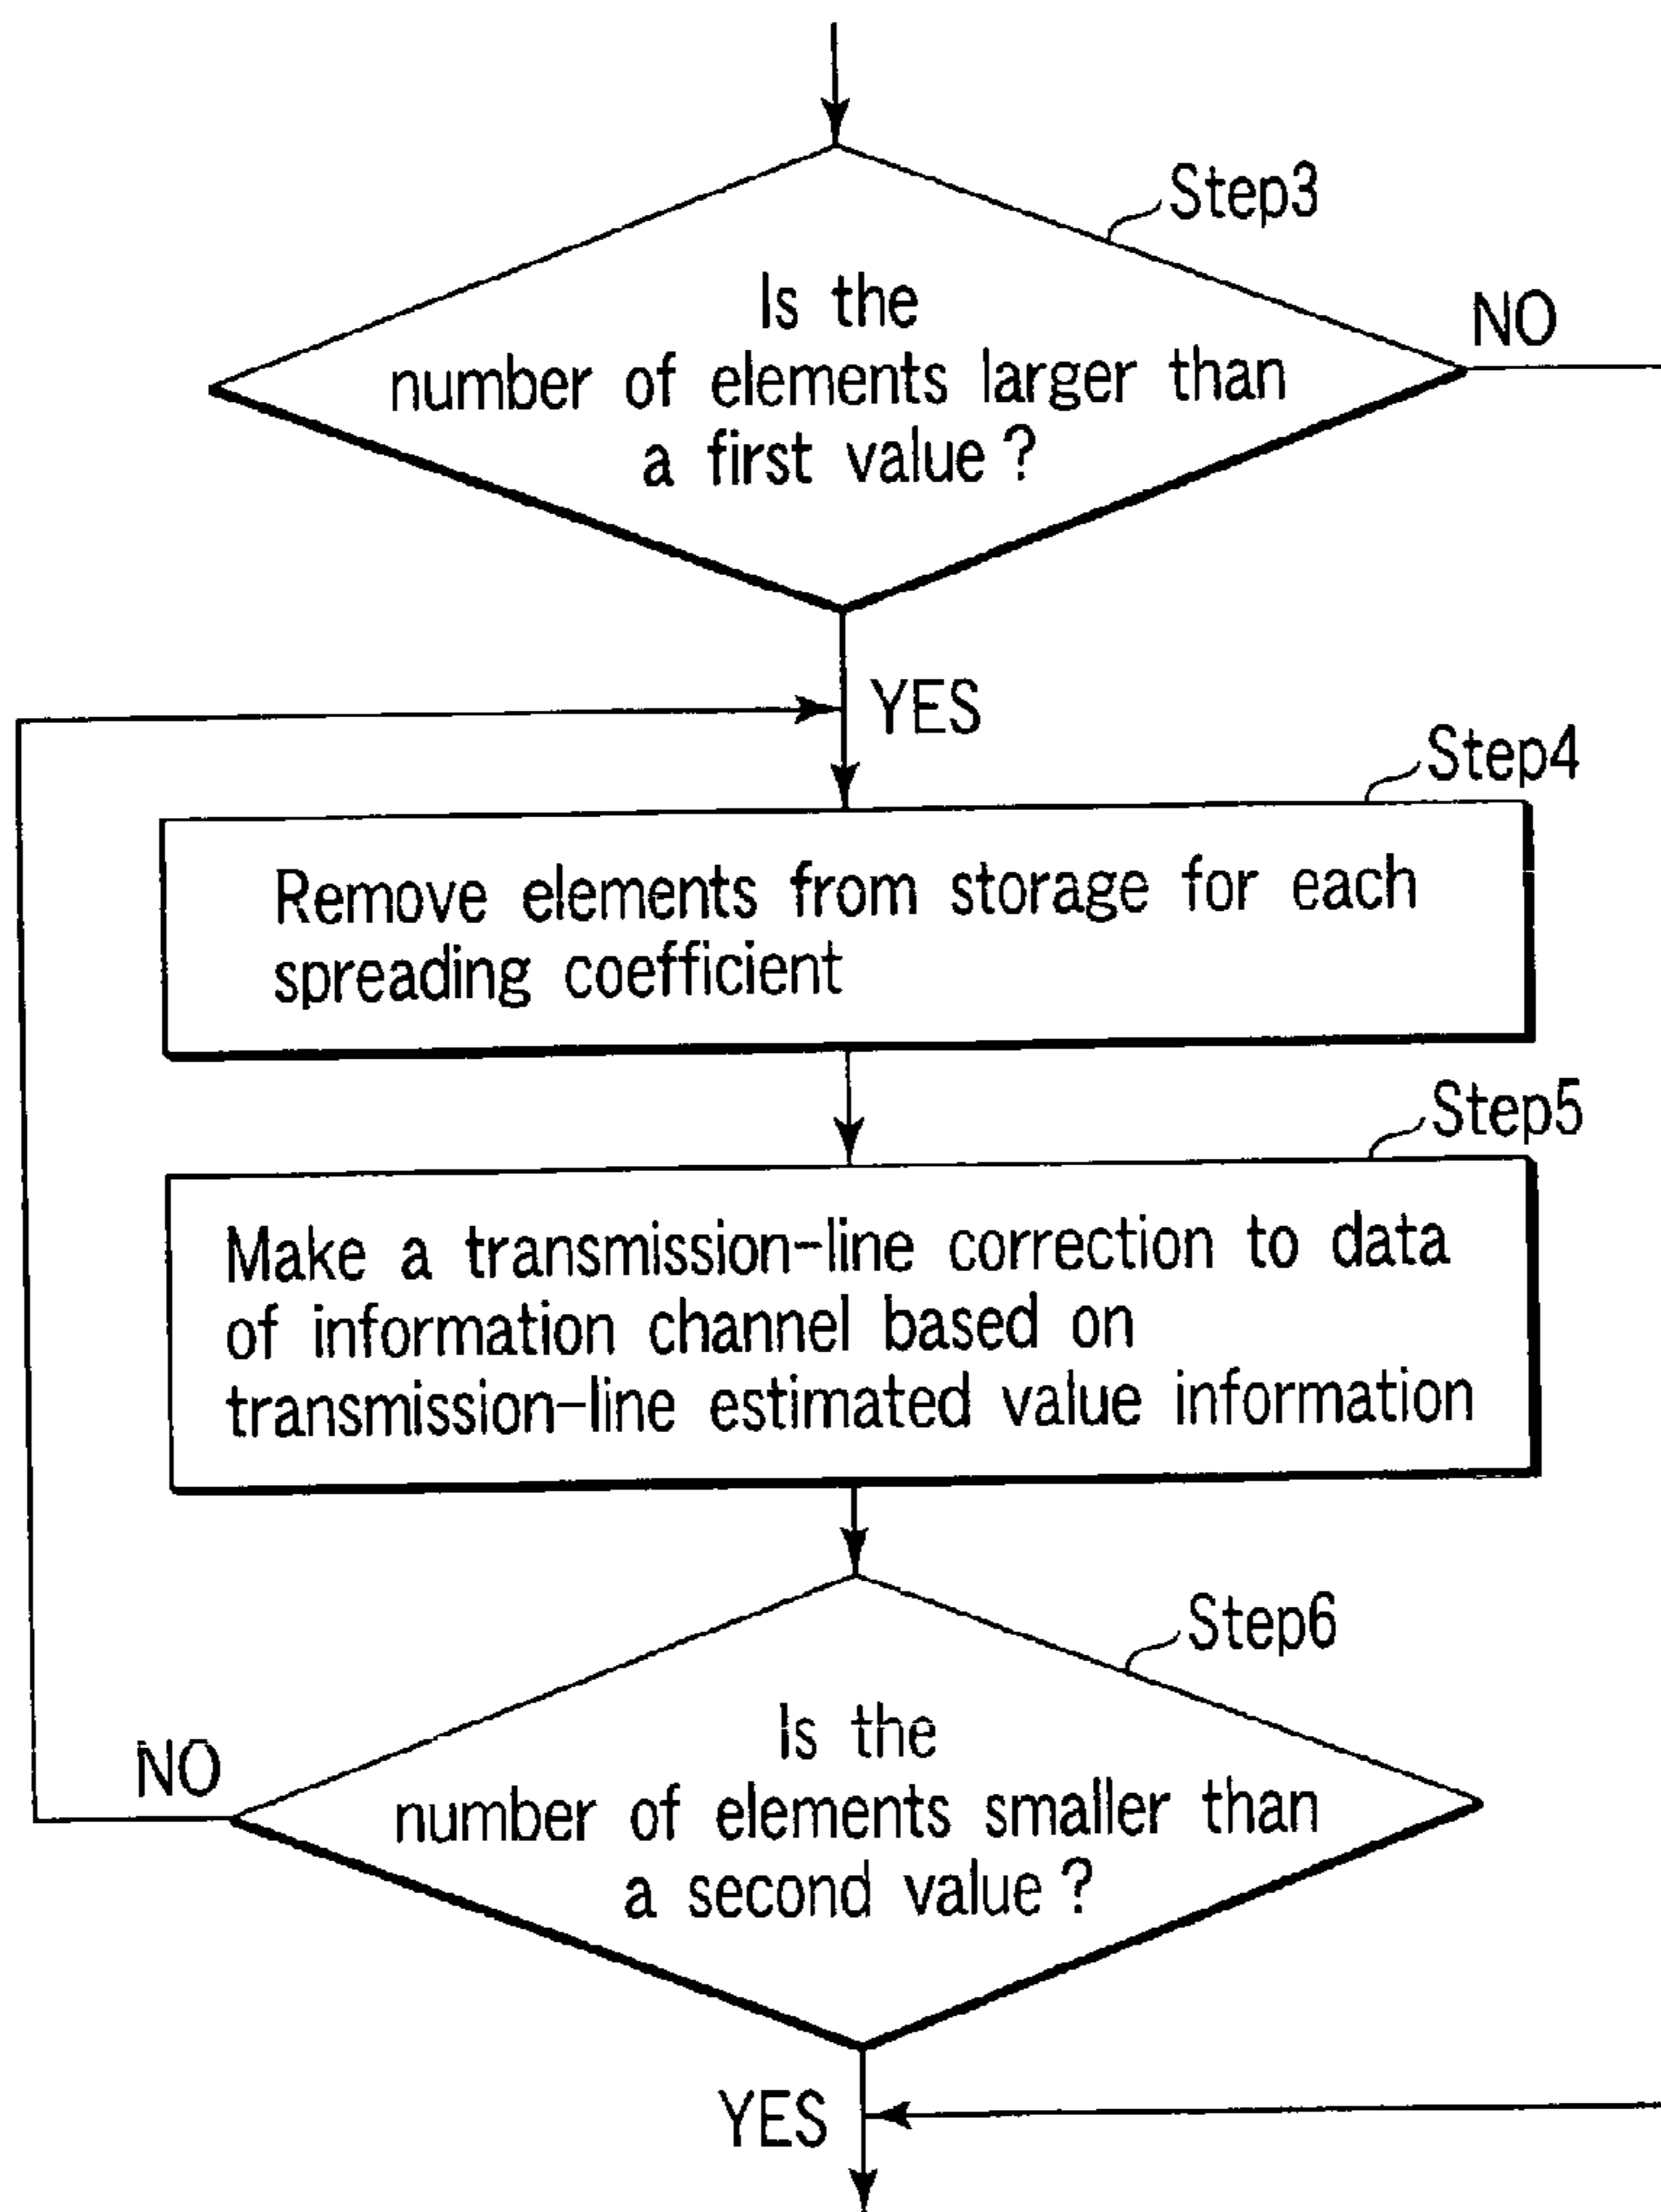 Step3
Is the
number of elements larger than
a first value ?
NO
YES
Step4
Remove elements from storage for each
spreading coefficient
Step5
Make a transmission-line correction to data
of information channel based on
transmission-line estimated value information
Step6
Is the
number of elements smaller than
a second value ?
NO
YES